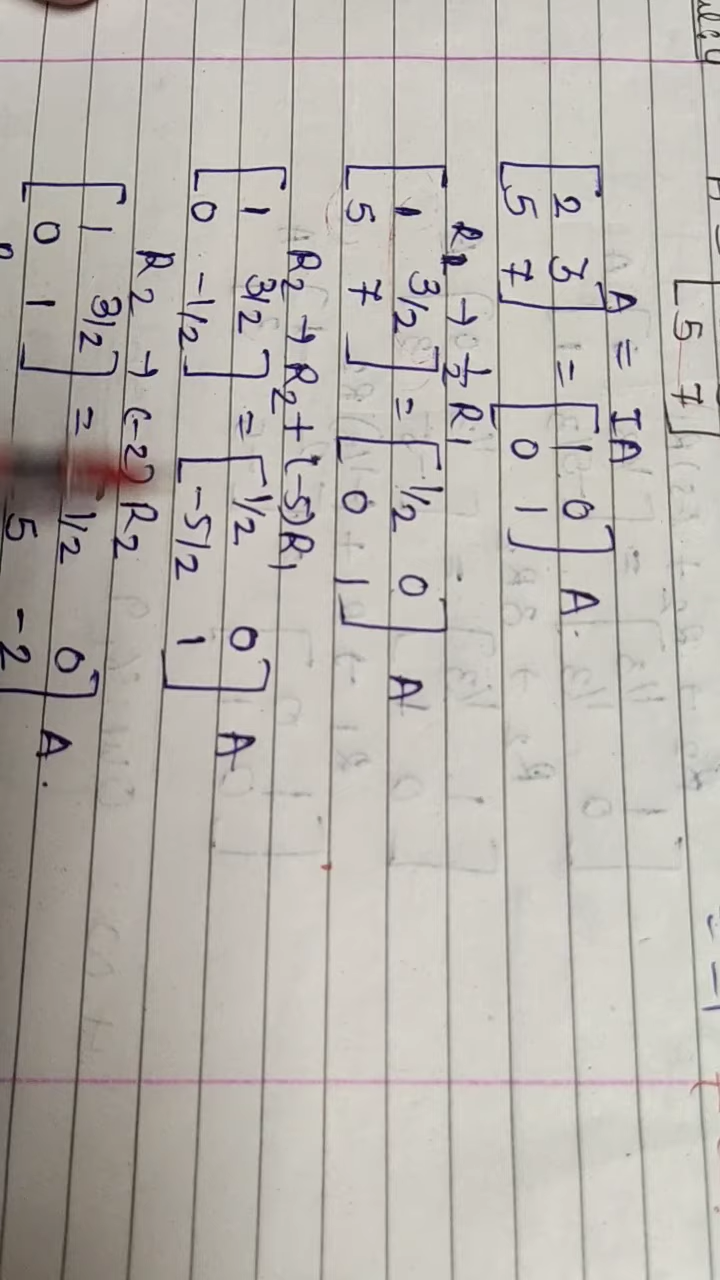 [5 7]
= -1
A = IA
[2 3
5 7] = [1 0
0 1] A.
R1 → 1/2 R1
[1 3/2
5 7] = [1/2 0
0 1] A
R2 → R2 + (-5)R1
[1 3/2
0 -1/2] = [1/2 0
-5/2 1] A
R2 → (-2) R2
[1 3/2
0 1] = [1/2 0
5 -2] A.